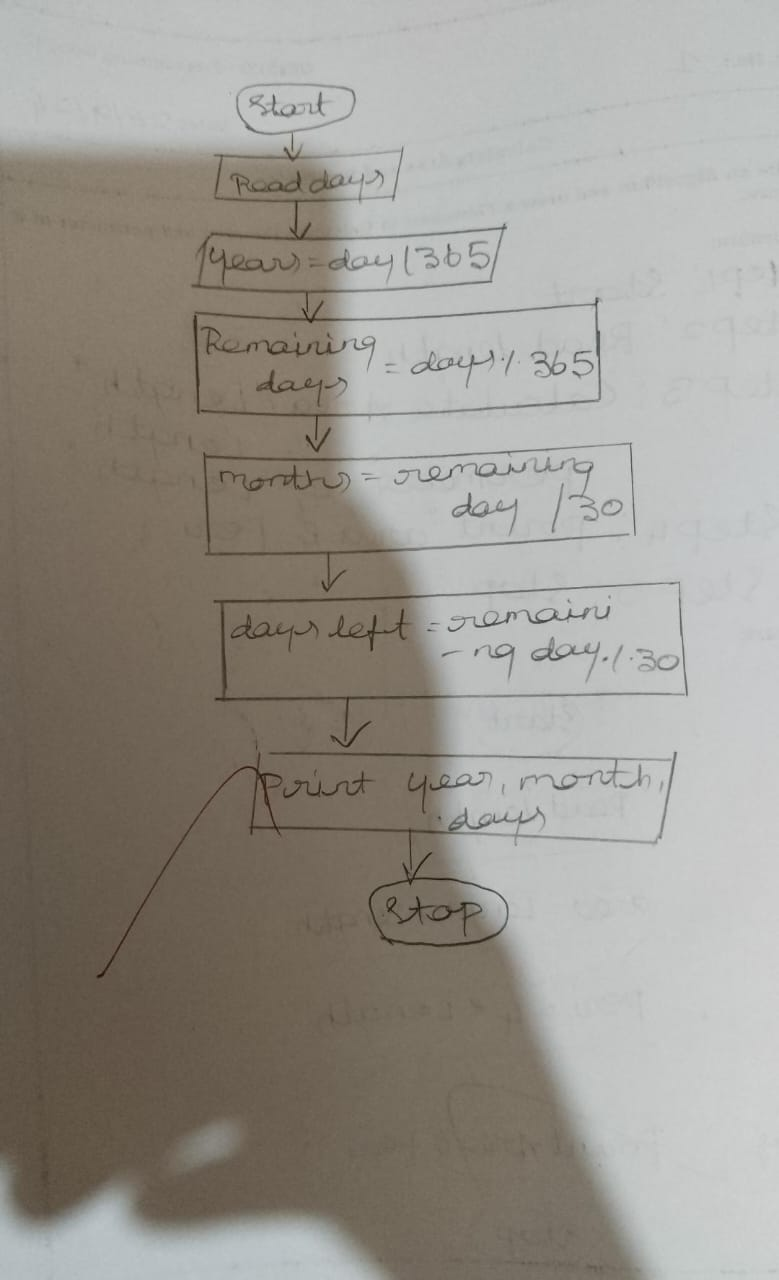 Start
Read days
years = day / 365
Remaining
days = days % 365
months = remaining
day / 30
days left = remaini
- ng day % 30
Print year, month,
days
Stop